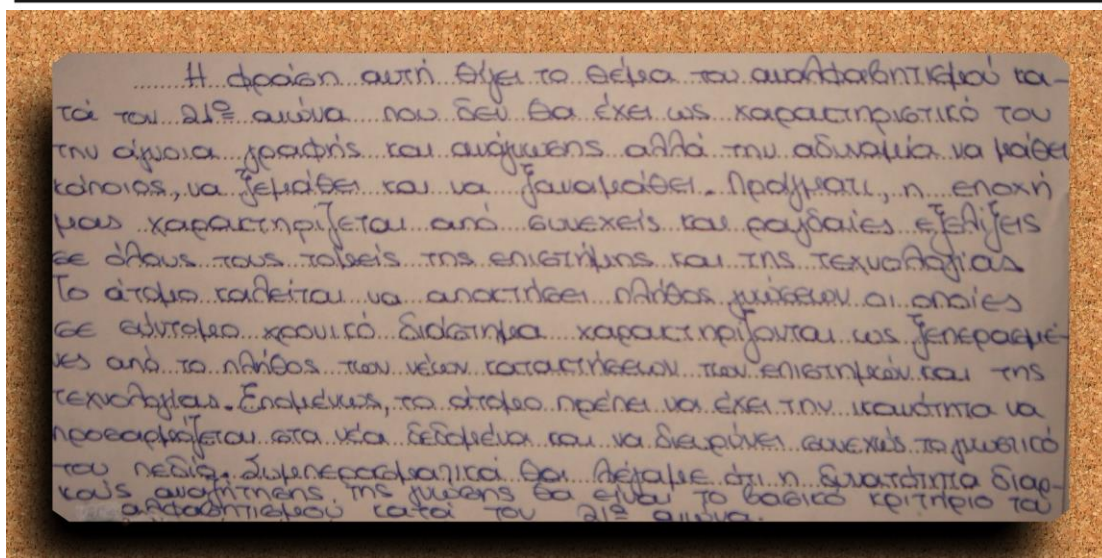 Η φράση αυτή θίγει το θέμα του αναλφαβητισμού κα-
τά τον 21º αιώνα που δεν θα έχει ως χαρακτηριστικό του
την άγνοια γραφής και ανάγνωσης αλλά την αδυναμία να μάθει
κάποιος, να ξεμάθει και να ξαναμάθει. Πράγματι, η εποχή
μας χαρακτηρίζεται από συνεχείς και ραγδαίες εξελίξεις
σε όλους τους τομείς της επιστήμης και της τεχνολογίας
Το άτομο καλείται να αποκτήσει πλήθος γνώσεων οι οποίες
σε σύντομο χρονικό διάστημα χαρακτηρίζονται ως ξεπερασμέ-
νες από το πλήθος των νέων κατακτήσεων των επιστημών και της
τεχνολογίας. Επομένως, το άτομο πρέπει να έχει την ικανότητα να
προσαρμόζεται στα νέα δεδομένα και να διευρύνει συνεχώς το γνωστικό
του πεδίο. Συμπερασματικά θα λέγαμε ότι η δυνατότητα διαρ-
κούς αναζήτησης της γνώσης θα είναι το βασικό κριτήριο του
αλφαβητισμού κατά τον 21º αιώνα.